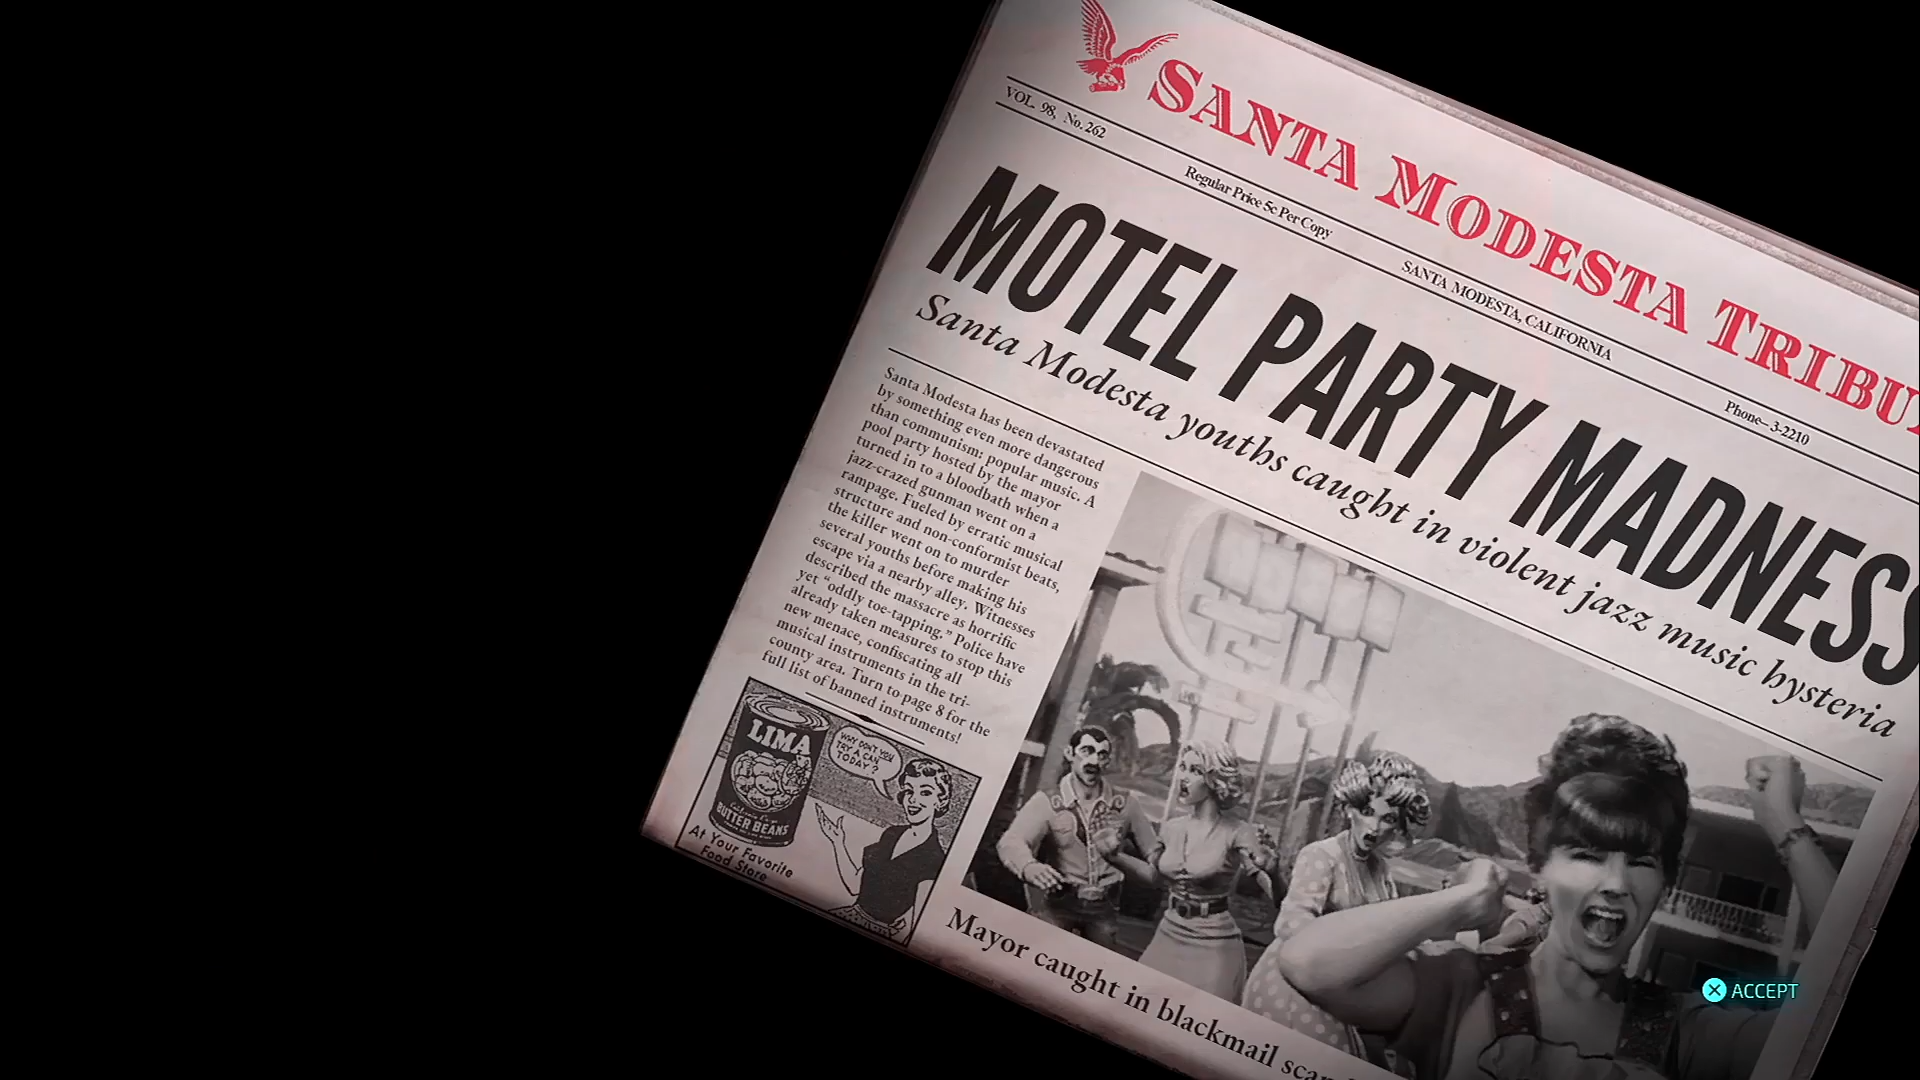 SANTA MODESTA TRIBU
VOL. 98, No. 262
Regular Price 5c Per Copy
SANTA MODESTA, CALIFORNIA
Phone– 3-2210
MOTEL PARTY MADNESS
Santa Modesta youths caught in violent jazz music hysteria
Santa Modesta has been devastated
by something even more dangerous
than communism: popular music. A
pool party hosted by the mayor
turned in to a bloodbath when a
jazz-crazed gunman went on a
rampage. Fueled by erratic musical
structure and non-conformist beats,
the killer went on to murder
several youths before making his
escape via a nearby alley. Witnesses
described the massacre as horrific
yet “oddly toe-tapping.” Police have
already taken measures to stop this
new menace, confiscating all
musical instruments in the tri-
county area. Turn to page 8 for the
full list of banned instruments!
LIMA
BUTTER BEANS
WHY DON'T YOU
TRY A CAN
TODAY?
At Your Favorite
Food Store
Mayor caught in blackmail scan
ACCEPT